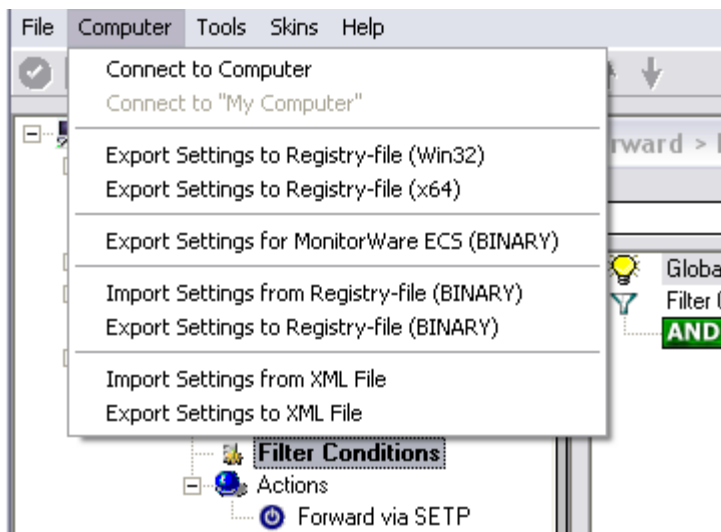 File Computer Tools Skins Help
Connect to Computer
Connect to "My Computer"
Export Settings to Registry-file (Win32)
Export Settings to Registry-file (x64)
Export Settings for MonitorWare ECS (BINARY)
Import Settings from Registry-file (BINARY)
Export Settings to Registry-file (BINARY)
Import Settings from XML File
Export Settings to XML File
rward >
Globa
Filter
AND
Filter Conditions
Actions
Forward via SETP